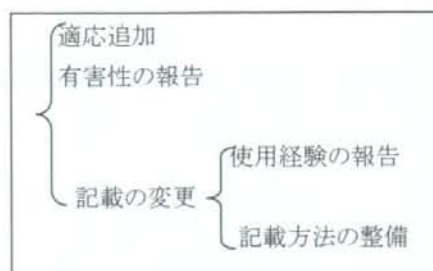 適応追加
有害性の報告
使用経験の報告
記載の変更
記載方法の整備